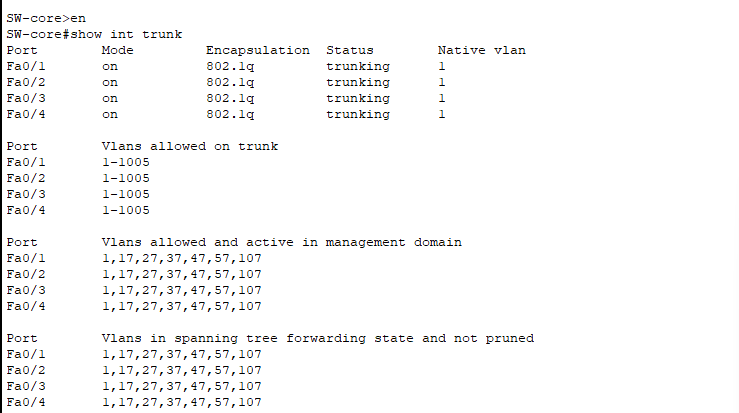 SW-core>en
SW-core#show int trunk
Port Mode Encapsulation Status Native vlan
Fa0/1 on 802.1q trunking 1
Fa0/2 on 802.1q trunking 1
Fa0/3 on 802.1q trunking 1
Fa0/4 on 802.1q trunking 1
Port Vlans allowed on trunk
Fa0/1 1-1005
Fa0/2 1-1005
Fa0/3 1-1005
Fa0/4 1-1005
Port Vlans allowed and active in management domain
Fa0/1 1,17,27,37,47,57,107
Fa0/2 1,17,27,37,47,57,107
Fa0/3 1,17,27,37,47,57,107
Fa0/4 1,17,27,37,47,57,107
Port Vlans in spanning tree forwarding state and not pruned
Fa0/1 1,17,27,37,47,57,107
Fa0/2 1,17,27,37,47,57,107
Fa0/3 1,17,27,37,47,57,107
Fa0/4 1,17,27,37,47,57,107